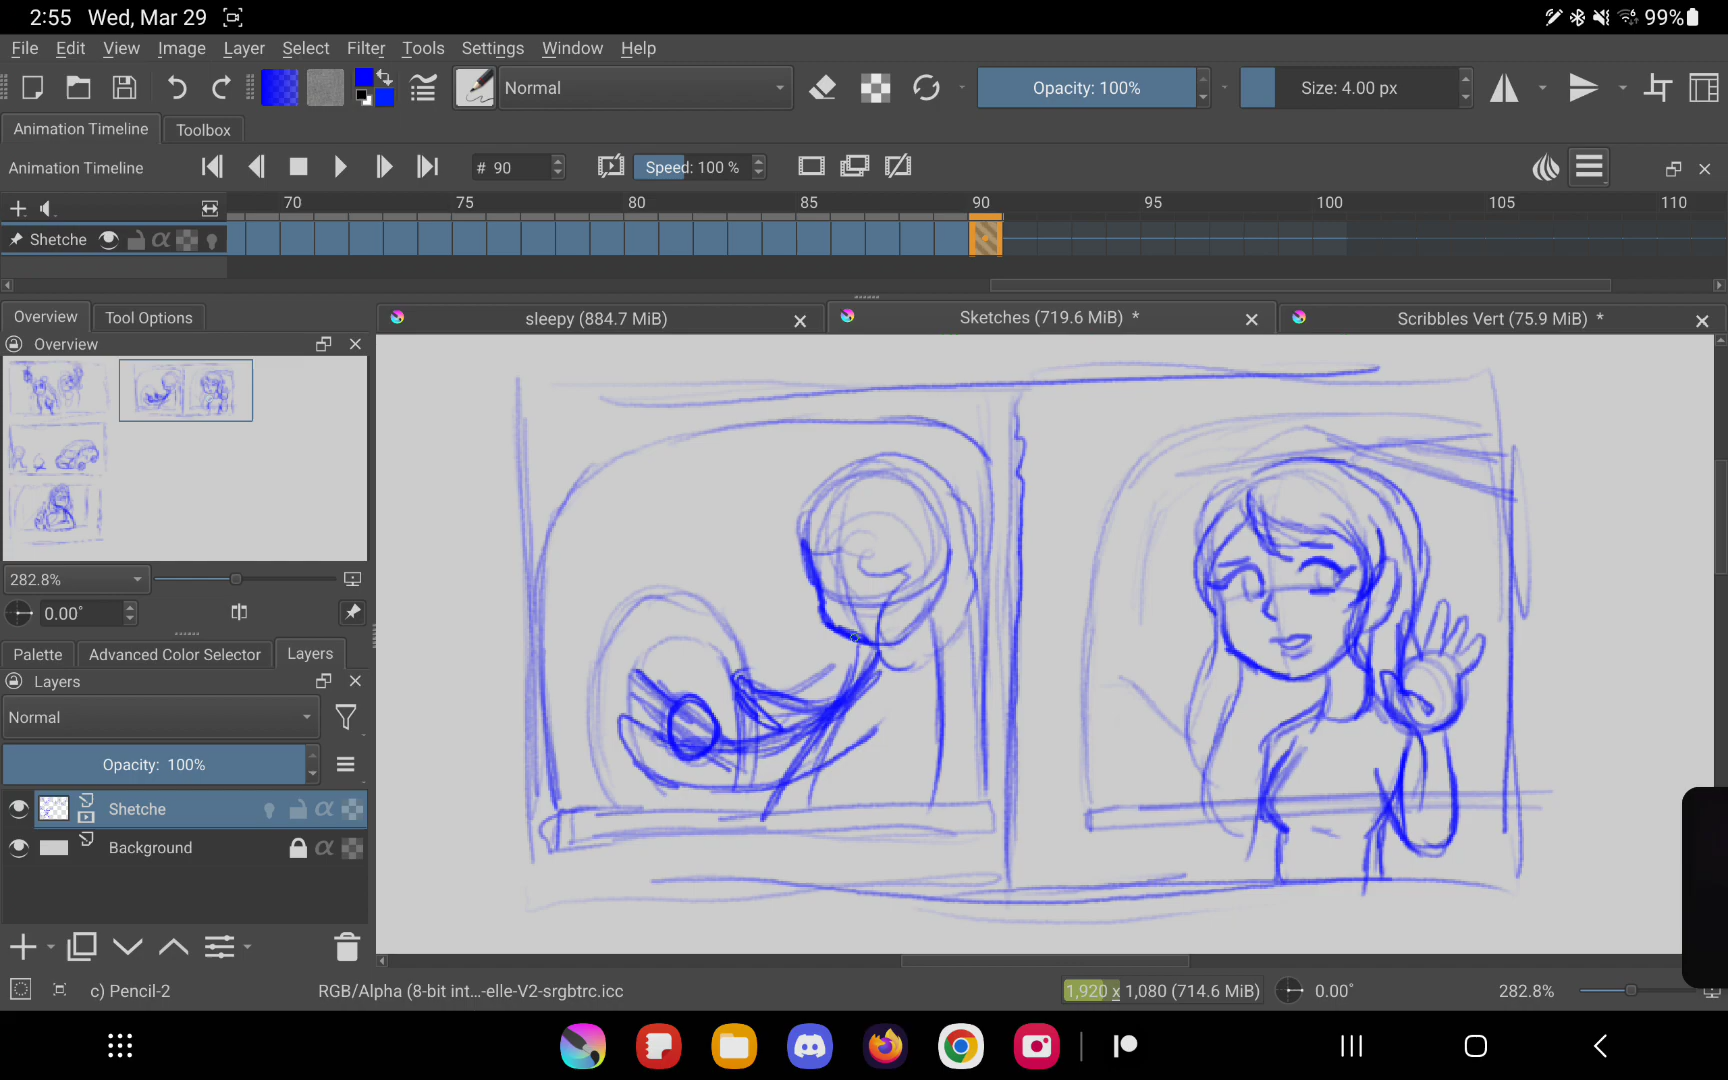 2:55 Wed, Mar 29 99%
File Edit View Image Layer Select Filter Tools Settings Window Help
Normal Opacity: 100% Size: 4.00 px
Animation Timeline Toolbox
Animation Timeline # 90 Speed: 100 %
70 75 80 85 90 95 100 105 110
Shetche
Overview Tool Options
sleepy (884.7 MiB) Sketches (719.6 MiB) * Scribbles Vert (75.9 MiB) *
Overview
282.8%
0.00°
Palette Advanced Color Selector Layers
Layers
Normal
Opacity: 100%
Shetche
Background
c) Pencil-2 RGB/Alpha (8-bit int...-elle-V2-srgbtrc.icc 1,920 x 1,080 (714.6 MiB) 0.00° 282.8%